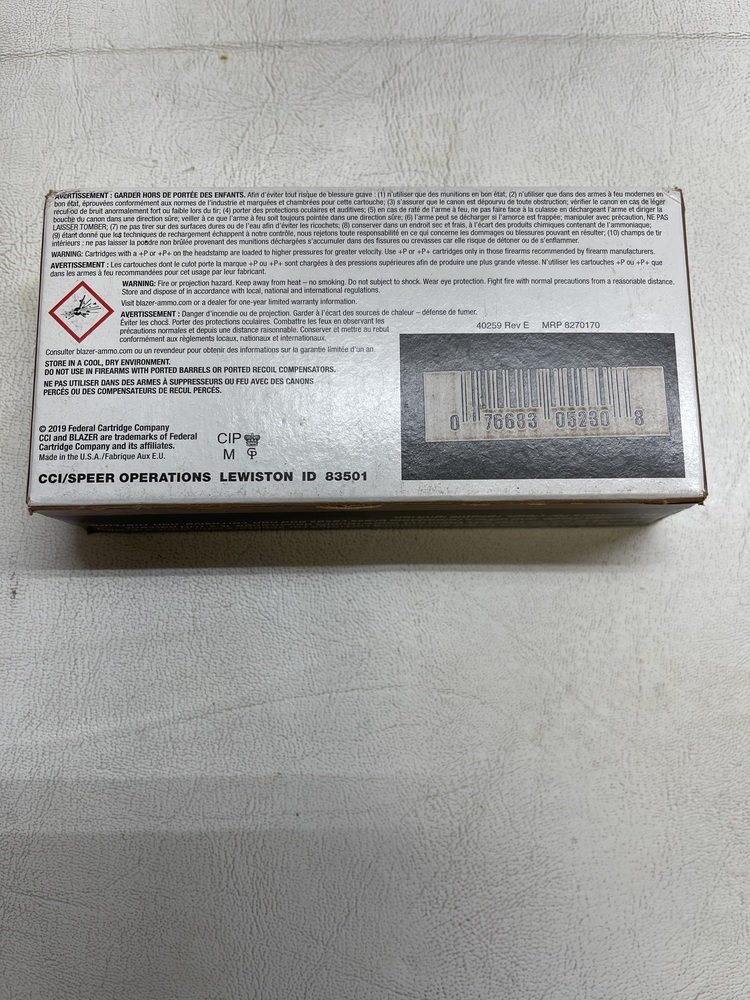 AVERTISSEMENT : GARDER HORS DE PORTÉE DES ENFANTS. Afin d'éviter tout risque de blessure grave : (1) n'utiliser que des munitions en bon état; (2) n'utiliser que dans des armes à feu modernes en
bon état, éprouvées conformément aux normes de l'industrie et marquées et chambrées pour cette cartouche; (3) s'assurer que le canon est dépourvu de toute obstruction; vérifier le canon en cas de léger
recul ou de bruit anormalement fort ou faible lors du tir; (4) porter des protections oculaires et auditives; (5) en cas de raté de l'arme à feu, ne pas faire face à la culasse en déchargeant l'arme et diriger la
bouche du canon dans une direction sûre; veiller à ce que l'arme à feu soit toujours pointée dans une direction sûre; (6) l'arme peut se décharger si l'amorce est frappée; manipuler avec précaution, NE PAS
LAISSER TOMBER; (7) ne pas tirer sur des surfaces dures ou de l'eau afin d'éviter les ricochets; (8) conserver dans un endroit sec et frais, à l'écart des produits chimiques contenant de l'ammoniaque;
(9) étant donné que les techniques de rechargement échappent à notre contrôle, nous rejetons toute responsabilité en ce qui concerne les dommages ou blessures pouvant en résulter; (10) champs de tir
intérieurs : ne pas laisser la poudre non brûlée provenant de munitions déchargées s'accumuler dans des fissures ou crevasses car elle risque de détoner ou de s'enflammer.
WARNING: Cartridges with a +P or +P+ on the headstamp are loaded to higher pressures for greater velocity. Use +P or +P+ cartridges only in those firearms recommended by firearm manufacturers.
AVERTISSEMENT : Les cartouches dont le culot porte la marque +P ou +P+ sont chargées à des pressions supérieures afin de produire une plus grande vitesse. N'utiliser les cartouches +P ou +P+ que
dans les armes à feu recommandées pour cet usage par leur fabricant.
WARNING: Fire or projection hazard. Keep away from heat – no smoking. Do not subject to shock. Wear eye protection. Fight fire with normal precautions from a reasonable distance.
Store and dispose of in accordance with local, national and international regulations.
Visit blazer-ammo.com or a dealer for one-year limited warranty information.
AVERTISSEMENT : Danger d'incendie ou de projection. Garder à l'écart des sources de chaleur – défense de fumer.
Éviter les chocs. Porter des protections oculaires. Combattre les feux en observant les
précautions normales et depuis une distance raisonnable. Conserver et mettre au rebut
conformément aux règlements locaux, nationaux et internationaux.
Consulter blazer-ammo.com ou un revendeur pour obtenir des informations sur la garantie limitée d'un an.
STORE IN A COOL, DRY ENVIRONMENT.
DO NOT USE IN FIREARMS WITH PORTED BARRELS OR PORTED RECOIL COMPENSATORS.
NE PAS UTILISER DANS DES ARMES À SUPPRESSEURS OU FEU AVEC DES CANONS
PERCÉS OU DES COMPENSATEURS DE RECUL PERCÉS.
40259 Rev E MRP 8270170
0 76683 05230 8
© 2019 Federal Cartridge Company
CCI and BLAZER are trademarks of Federal
Cartridge Company and its affiliates.
Made in the U.S.A./Fabrique Aux E.U.
CIP
M
CCI/SPEER OPERATIONS LEWISTON ID 83501